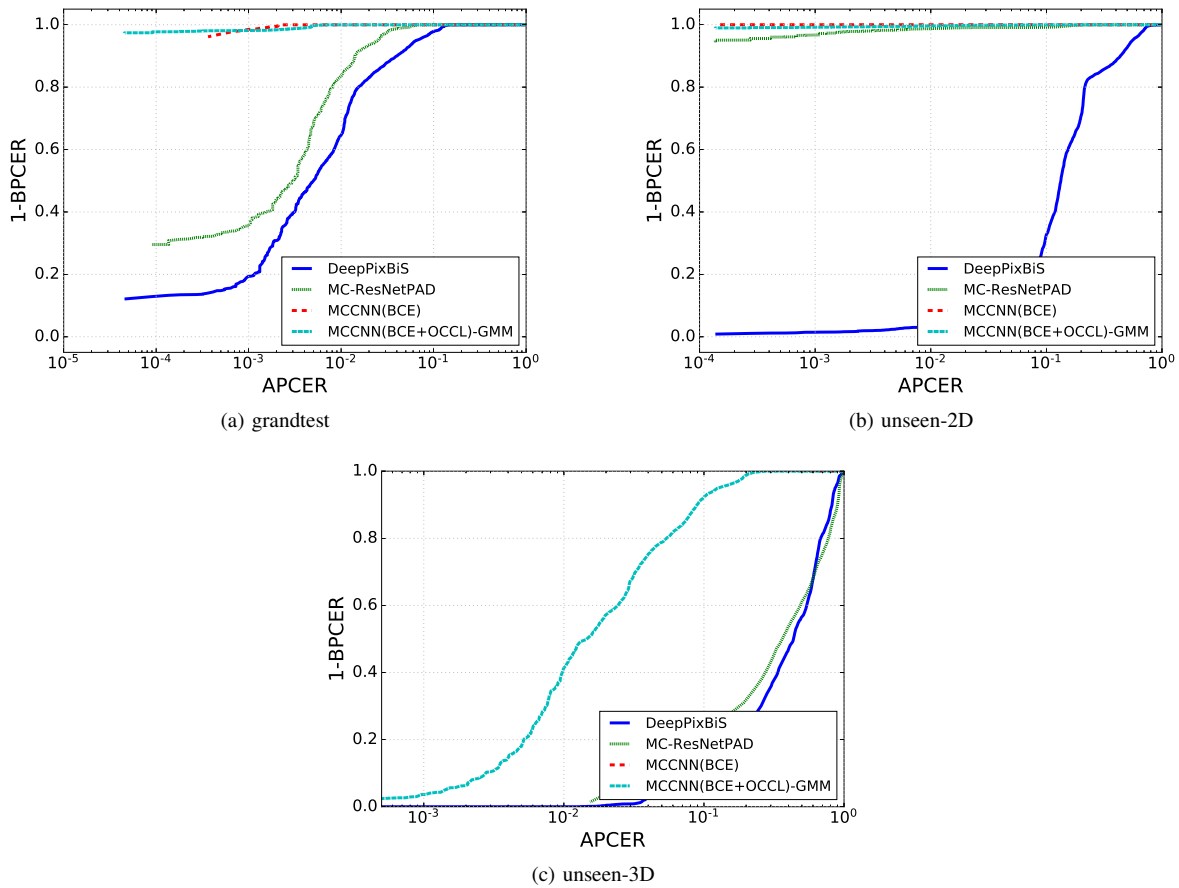 1.0
0.8
0.6
0.4
0.2
0.0
1-BPCER
10^-5 10^-4 10^-3 10^-2 10^-1 10^0
APCER
DeepPixBiS
MC-ResNetPAD
MCCNN(BCE)
MCCNN(BCE+OCCL)-GMM
(a) grandtest
1.0
0.8
0.6
0.4
0.2
0.0
1-BPCER
10^-4 10^-3 10^-2 10^-1 10^0
APCER
DeepPixBiS
MC-ResNetPAD
MCCNN(BCE)
MCCNN(BCE+OCCL)-GMM
(b) unseen-2D
1.0
0.8
0.6
0.4
0.2
0.0
1-BPCER
10^-3 10^-2 10^-1 10^0
APCER
DeepPixBiS
MC-ResNetPAD
MCCNN(BCE)
MCCNN(BCE+OCCL)-GMM
(c) unseen-3D